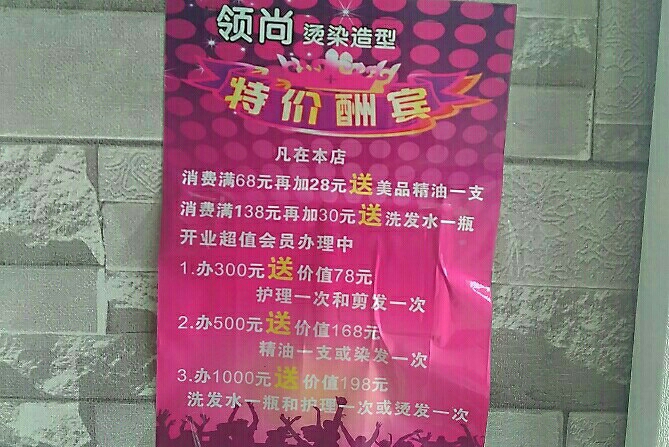 领尚 烫染造型
特价酬宾
凡在本店
消费满68元再加28元送美品精油一支
消费满138元再加30元送洗发水一瓶
开业超值会员办理中
1.办300元送价值78元
护理一次和剪发一次
2.办500元送价值168元
精油一支或染发一次
3.办1000元送价值198元
洗发水一瓶和护理一次或烫发一次